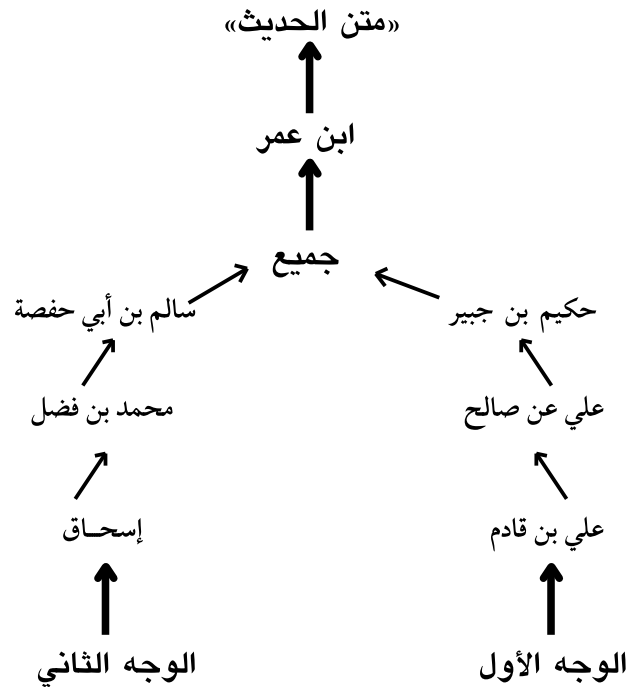 «متن الحديث»
ابن عمر
جميع
حكيم بن جبير
سالم بن أبي حفصة
علي عن صالح
محمد بن فضل
علي بن قادم
إسحـاق
الوجه الأول
الوجه الثاني